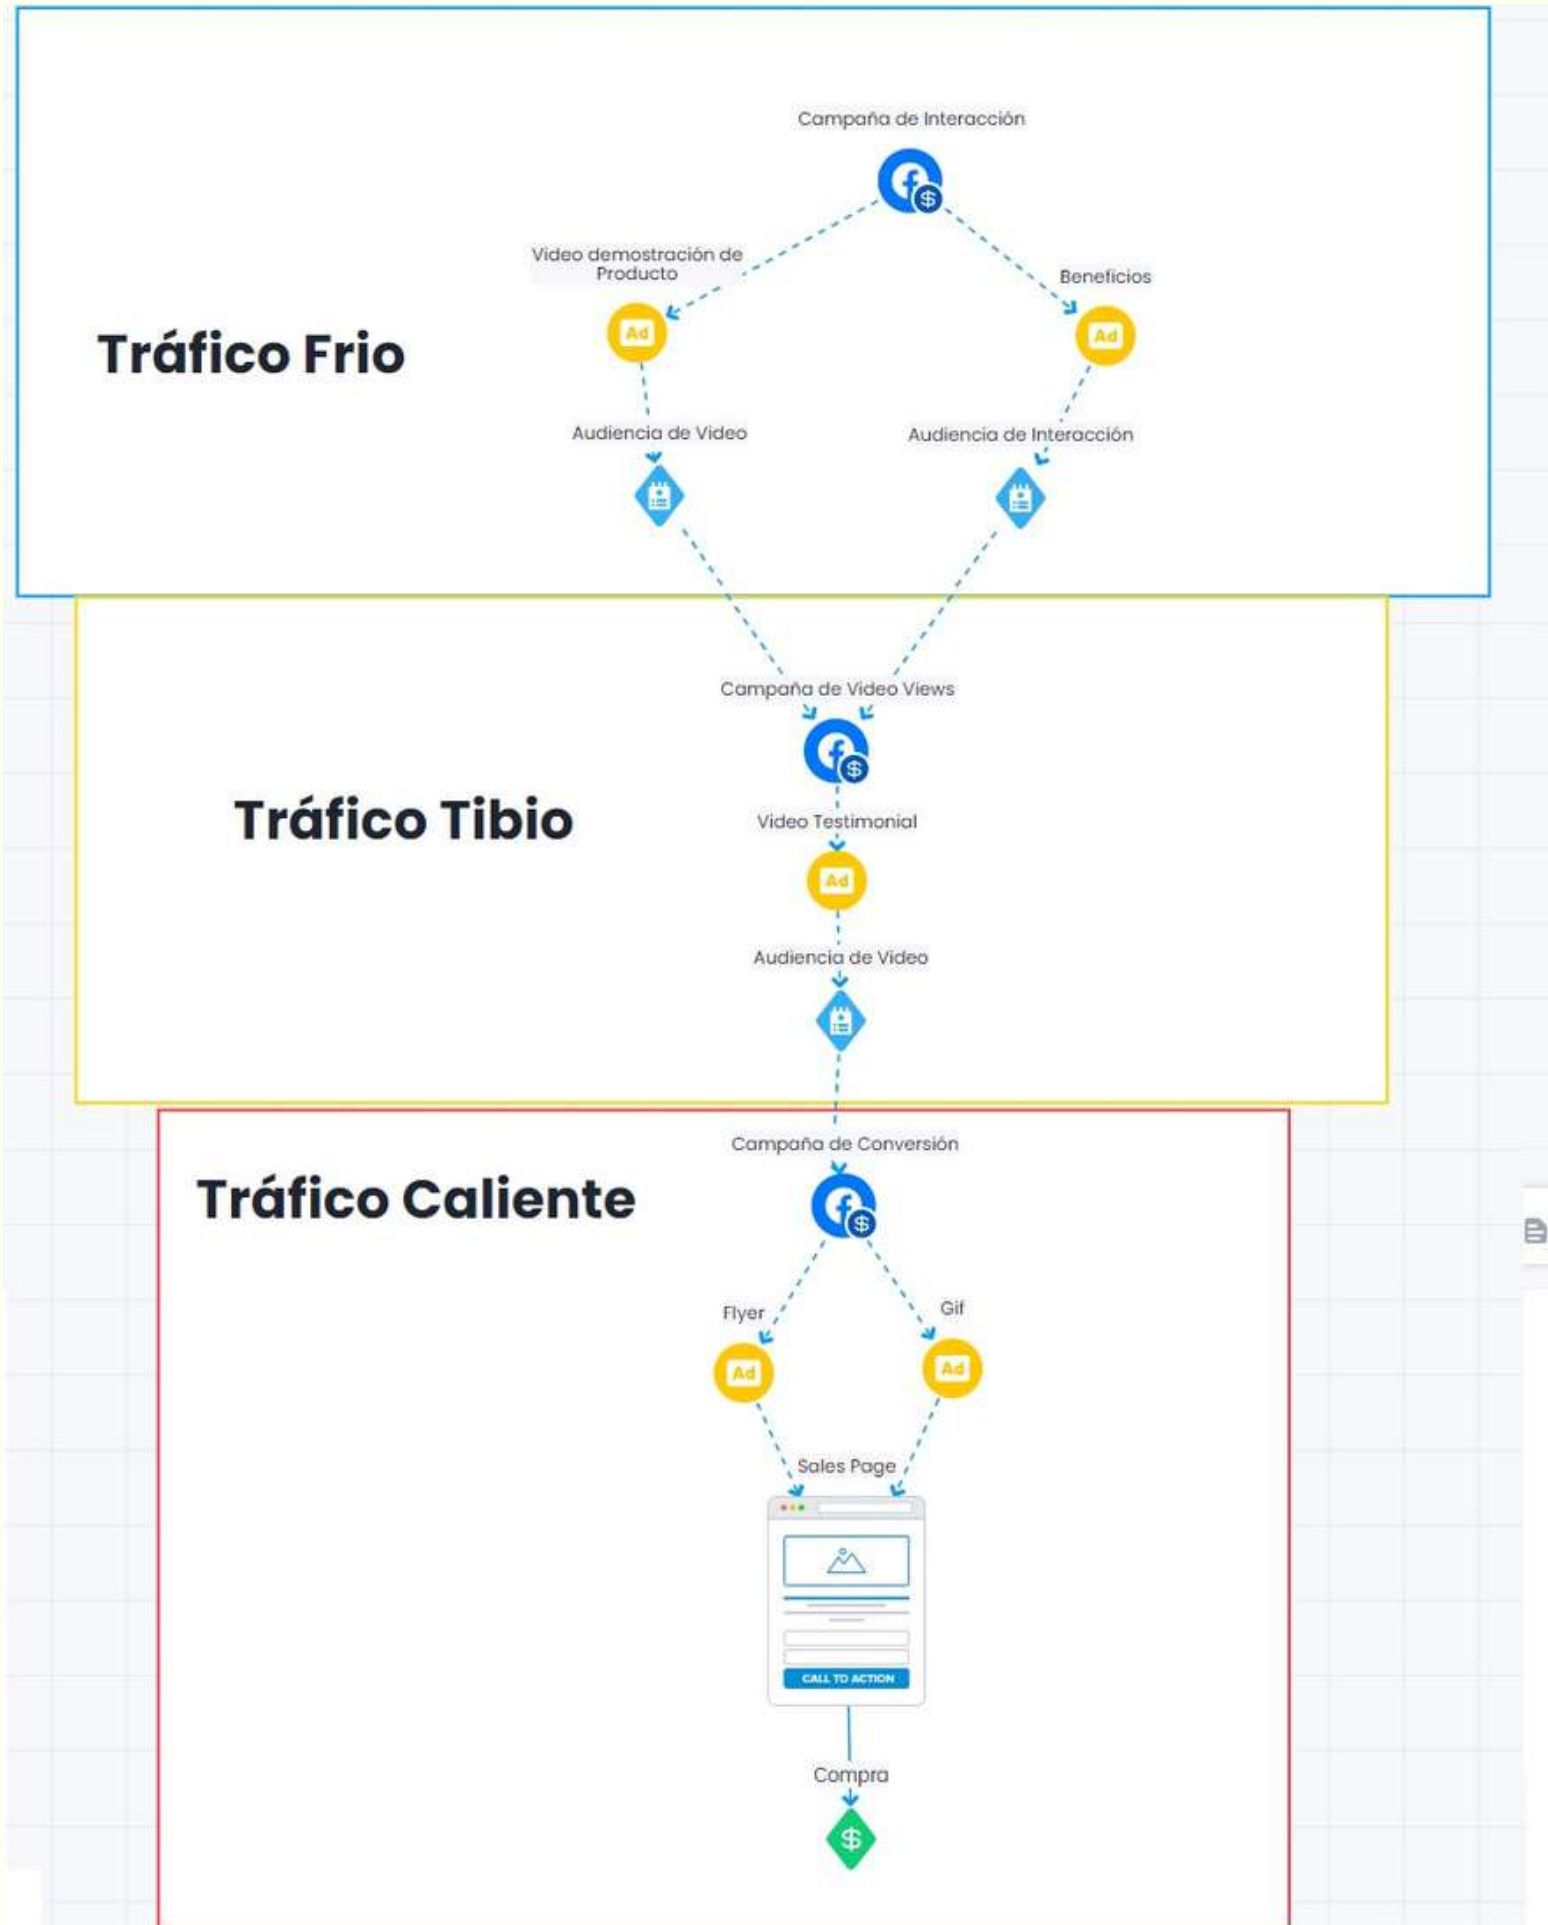 Campaña de Interacción
Video demostración de
Producto
Beneficios
Ad
Ad
Tráfico Frio
Audiencia de Video
Audiencia de Interacción
Campaña de Video Views
Tráfico Tibio
Video Testimonial
Ad
Audiencia de Video
Campaña de Conversión
Tráfico Caliente
Flyer
Gif
Ad
Ad
Sales Page
CALL TO ACTION
Compra
$